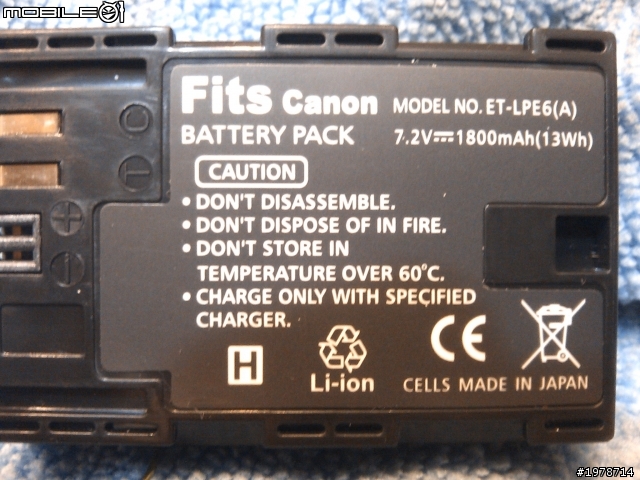 MOBILE01
Fits Canon MODEL NO. ET-LPE6(A)
BATTERY PACK 7.2V⎓1800mAh(13Wh)
CAUTION
• DON'T DISASSEMBLE.
• DON'T DISPOSE OF IN FIRE.
• DON'T STORE IN
TEMPERATURE OVER 60°C.
• CHARGE ONLY WITH SPECIFIED
CHARGER.
C
T
+
−
H
Li-ion
CE
CELLS MADE IN JAPAN
#1978714